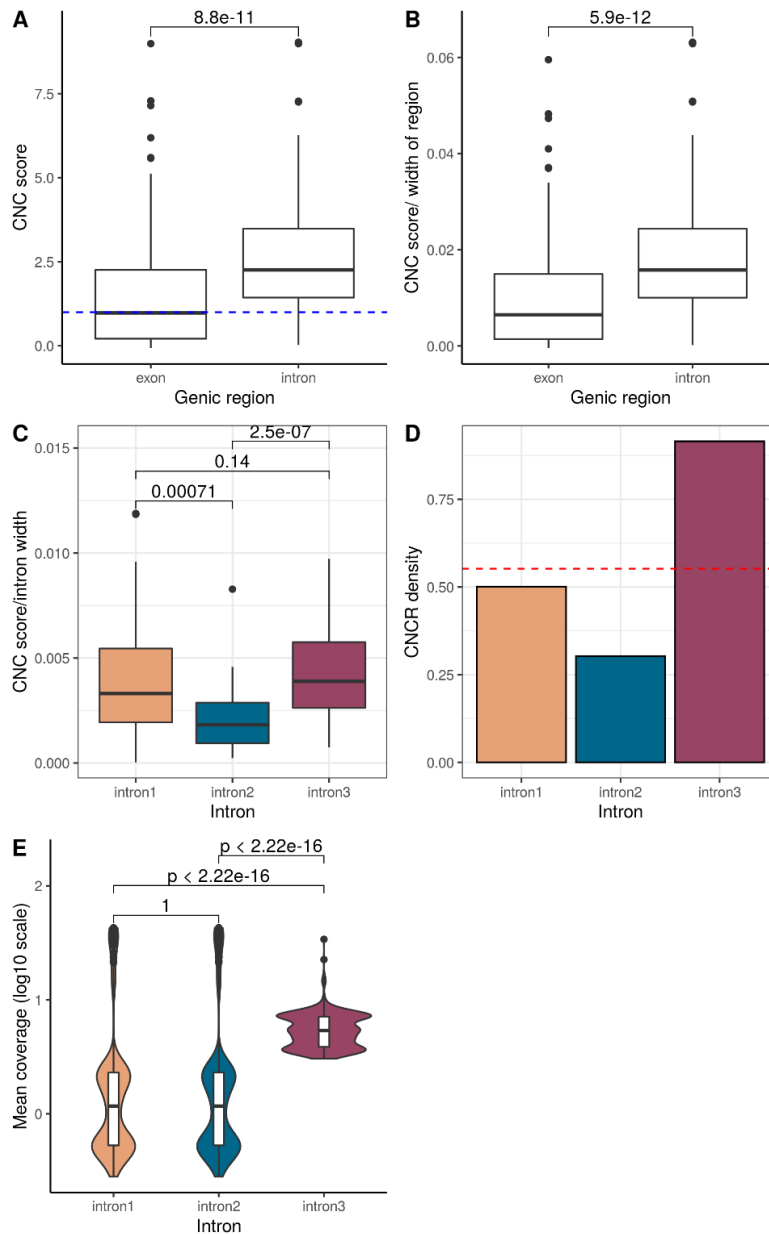 A
8.8e-11
CNC score
7.5
5.0
2.5
0.0
exon
intron
Genic region
B
5.9e-12
CNC score/ width of region
0.06
0.04
0.02
0.00
exon
intron
Genic region
C
2.5e-07
0.14
0.00071
CNC score/intron width
0.015
0.010
0.005
0.000
intron1
intron2
intron3
Intron
D
CNCR density
0.75
0.50
0.25
0.00
intron1
intron2
intron3
Intron
E
p < 2.22e-16
p < 2.22e-16
1
Mean coverage (log10 scale)
2
1
0
intron1
intron2
intron3
Intron